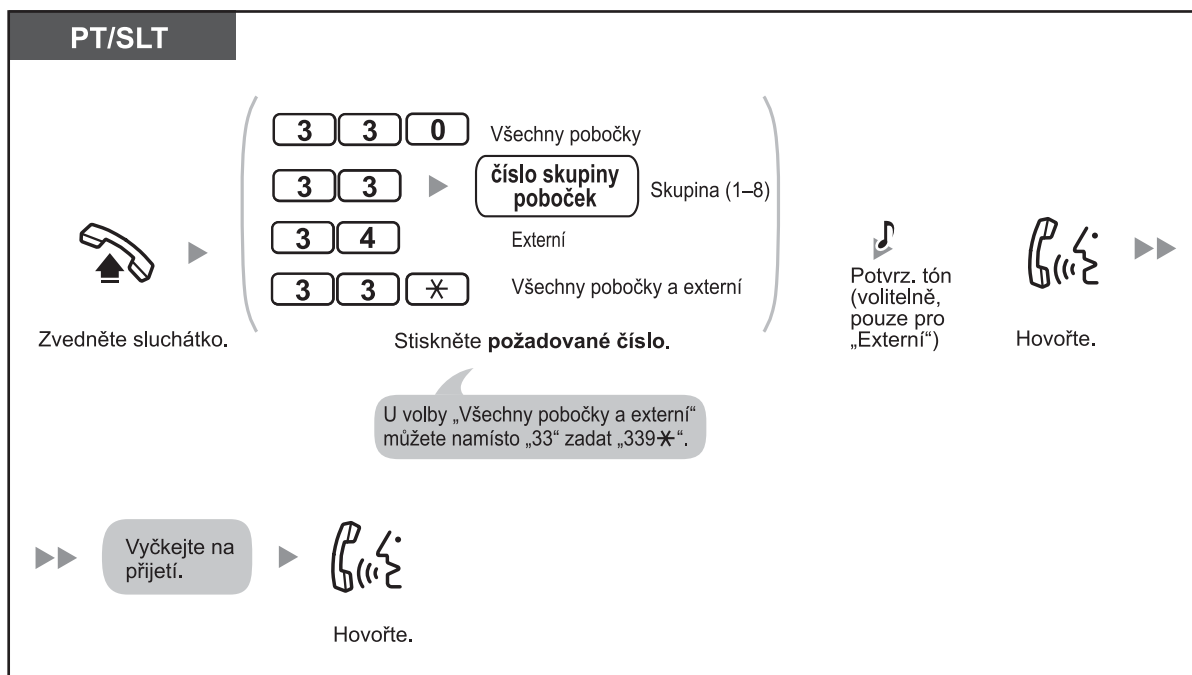 PT/SLT
3 3 0 Všechny pobočky
3 3 číslo skupiny poboček Skupina (1–8)
3 4 Externí
3 3 * Všechny pobočky a externí
Zvedněte sluchátko.
Stiskněte požadované číslo.
U volby „Všechny pobočky a externí“
můžete namísto „33“ zadat „339*“.
Potvrz. tón
(volitelně,
pouze pro
„Externí“)
Hovořte.
Vyčkejte na
přijetí.
Hovořte.